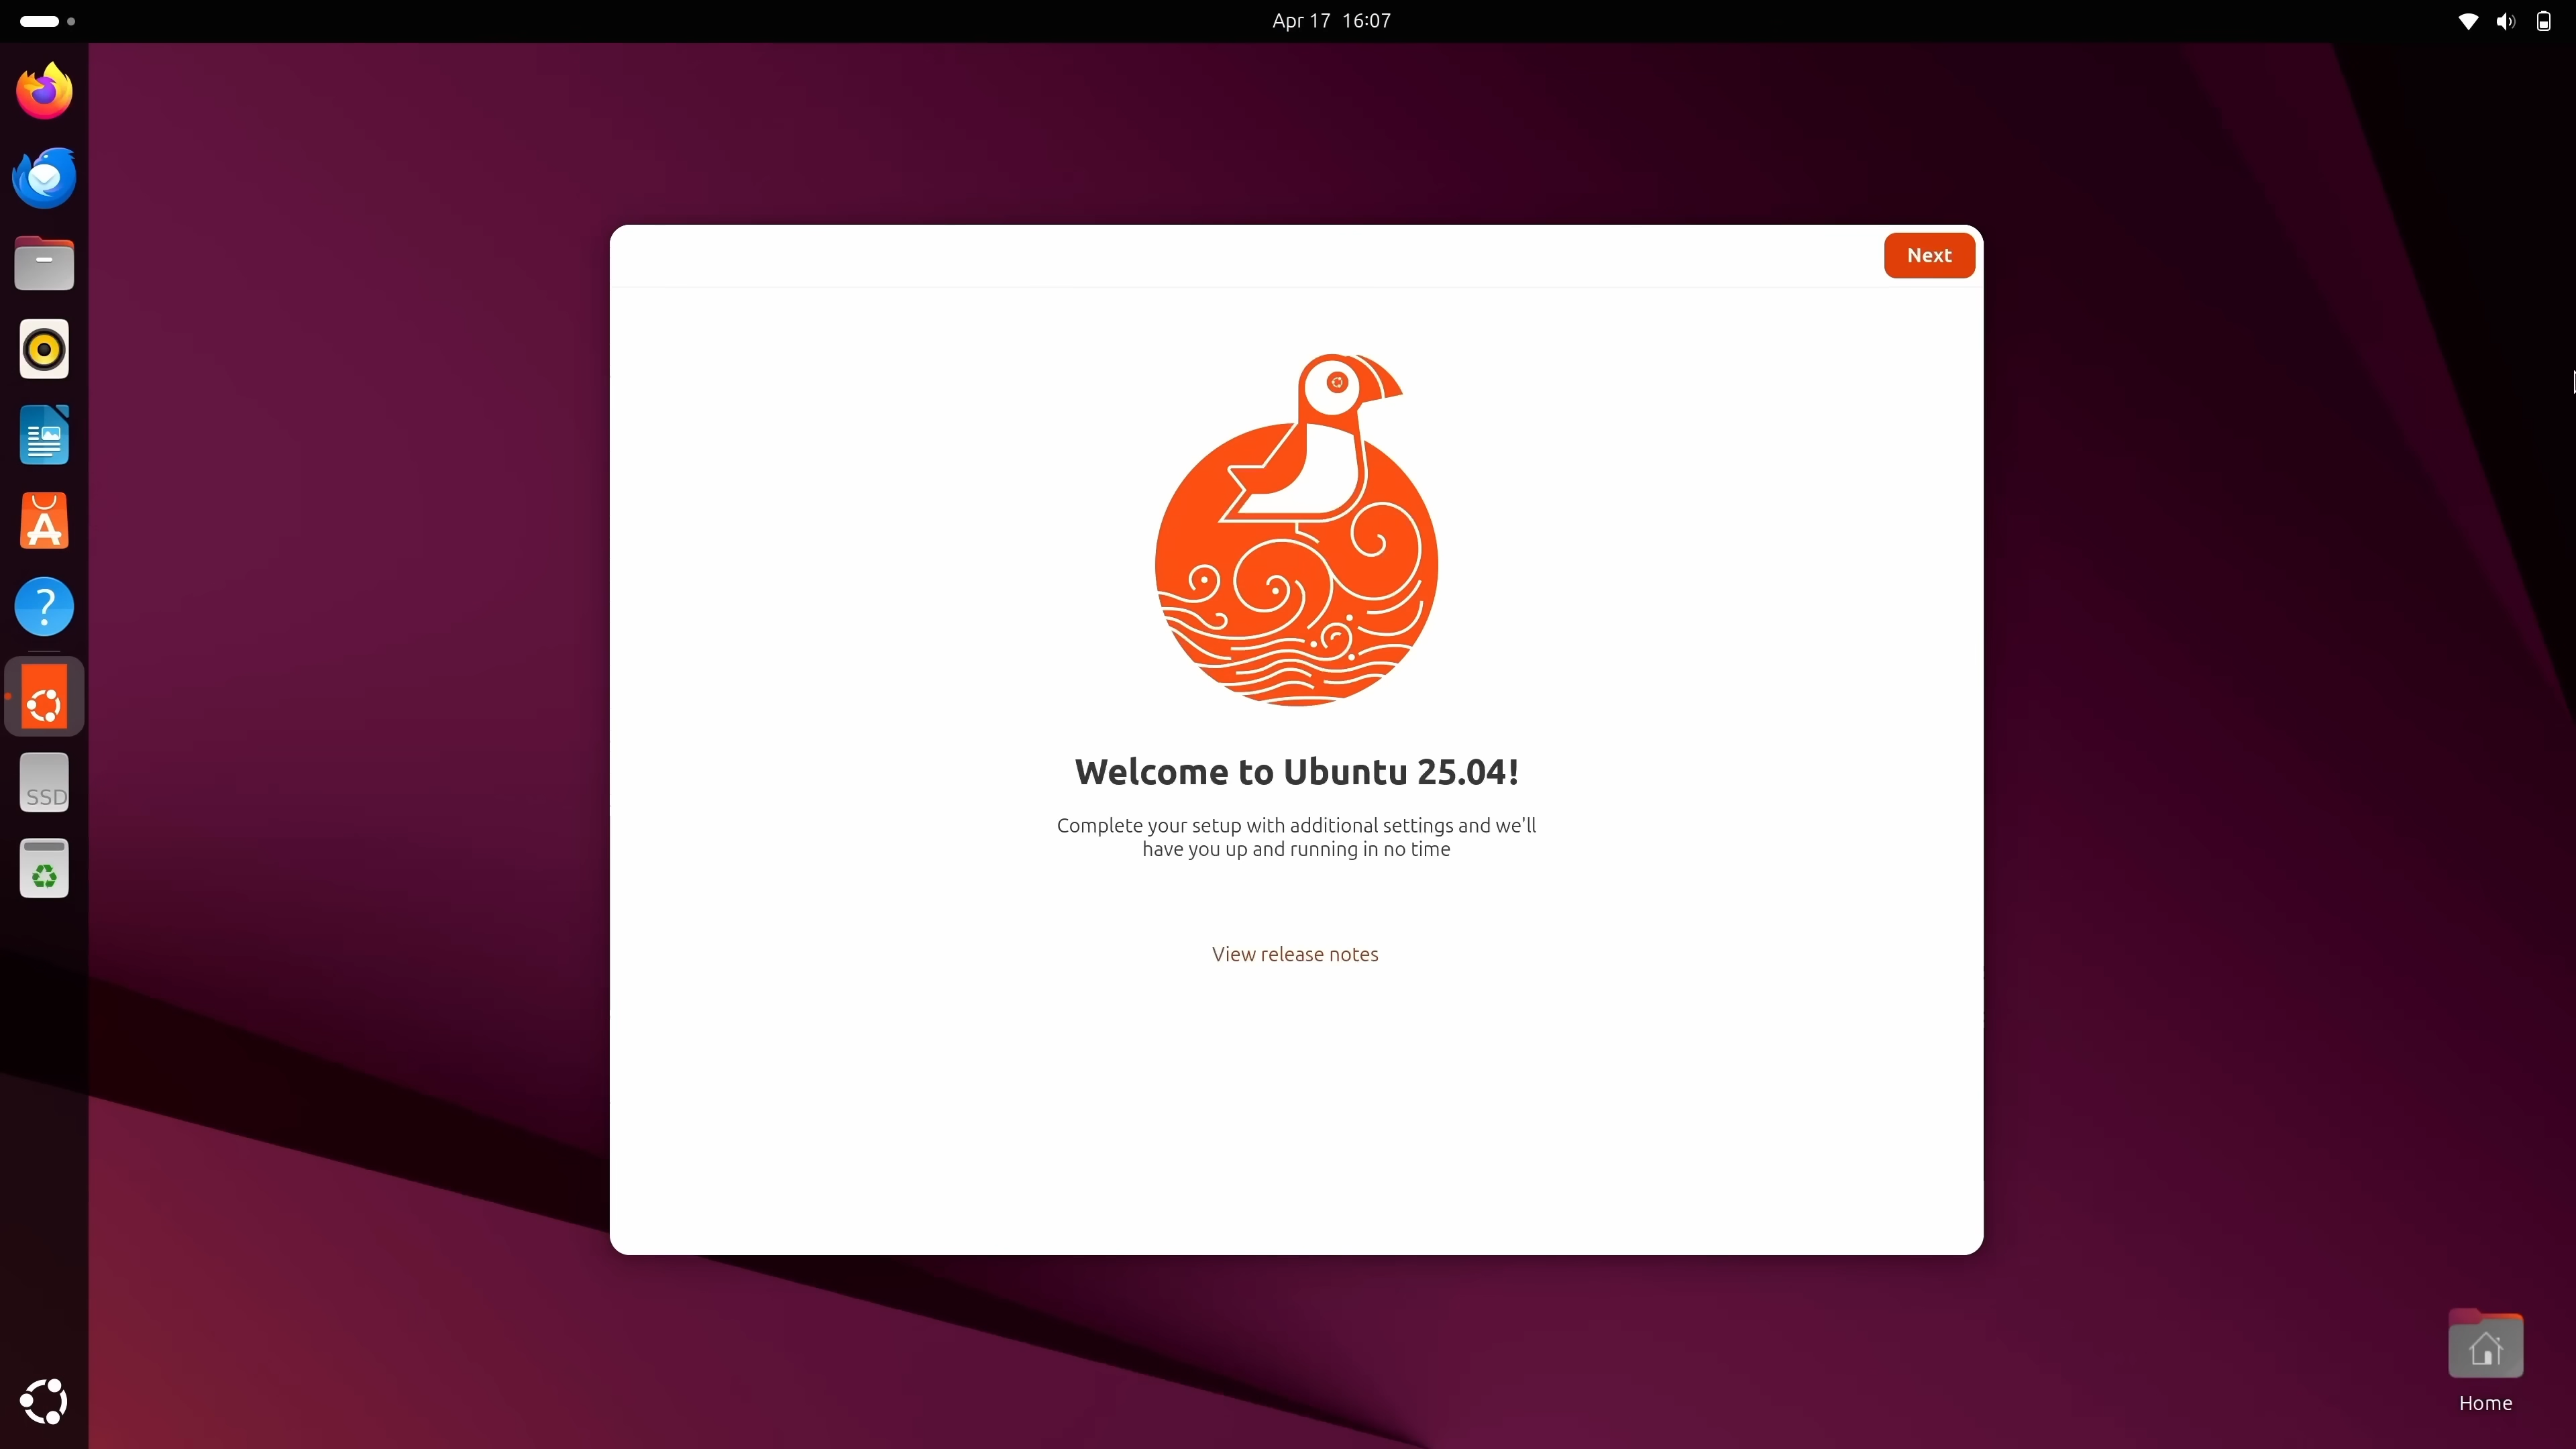 Apr 17 16:07
Next
Welcome to Ubuntu 25.04!
Complete your setup with additional settings and we'll
have you up and running in no time
View release notes
SSD
Home